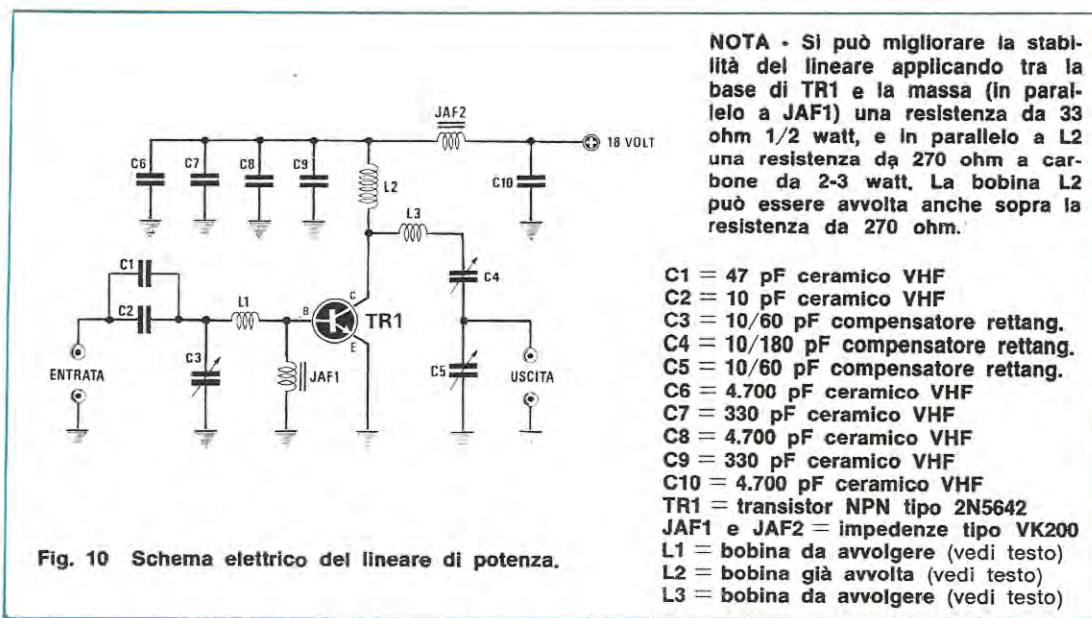 NOTA - Si può migliorare la stabi-
lità del lineare applicando tra la
base di TR1 e la massa (in paral-
lelo a JAF1) una resistenza da 33
ohm 1/2 watt, e in parallelo a L2
una resistenza da 270 ohm a car-
bone da 2-3 watt. La bobina L2
può essere avvolta anche sopra la
resistenza da 270 ohm.
JAF2
18 VOLT
C6
C7
C8
C9
C10
L2
L3
C1
C2
L1
C4
B
C
E
TR1
C3
JAF1
C5
ENTRATA
USCITA
C1 = 47 pF ceramico VHF
C2 = 10 pF ceramico VHF
C3 = 10/60 pF compensatore rettang.
C4 = 10/180 pF compensatore rettang.
C5 = 10/60 pF compensatore rettang.
C6 = 4.700 pF ceramico VHF
C7 = 330 pF ceramico VHF
C8 = 4.700 pF ceramico VHF
C9 = 330 pF ceramico VHF
C10 = 4.700 pF ceramico VHF
TR1 = transistor NPN tipo 2N5642
JAF1 e JAF2 = impedenze tipo VK200
L1 = bobina da avvolgere (vedi testo)
L2 = bobina già avvolta (vedi testo)
L3 = bobina da avvolgere (vedi testo)
Fig. 10 Schema elettrico del lineare di potenza.